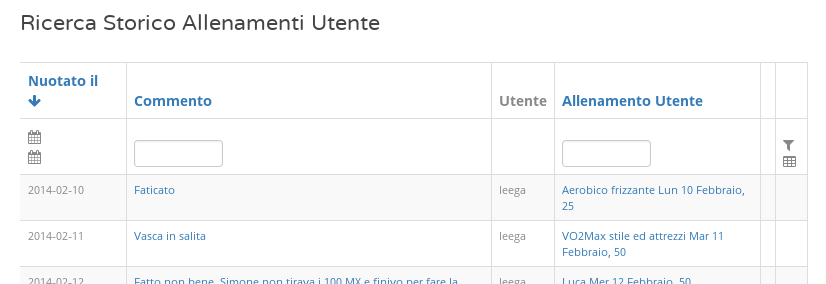 Ricerca Storico Allenamenti Utente
Nuotato il
Commento
Utente
Allenamento Utente
2014-02-10
Faticato
leega
Aerobico frizzante Lun 10 Febbraio,
25
2014-02-11
Vasca in salita
leega
VO2Max stile ed attrezzi Mar 11
Febbraio, 50
2014-02-12
Fatto non bene. Simone non tirava i 100 MX e finivo per fare la
leega
Luca Mer 12 Febbraio, 50